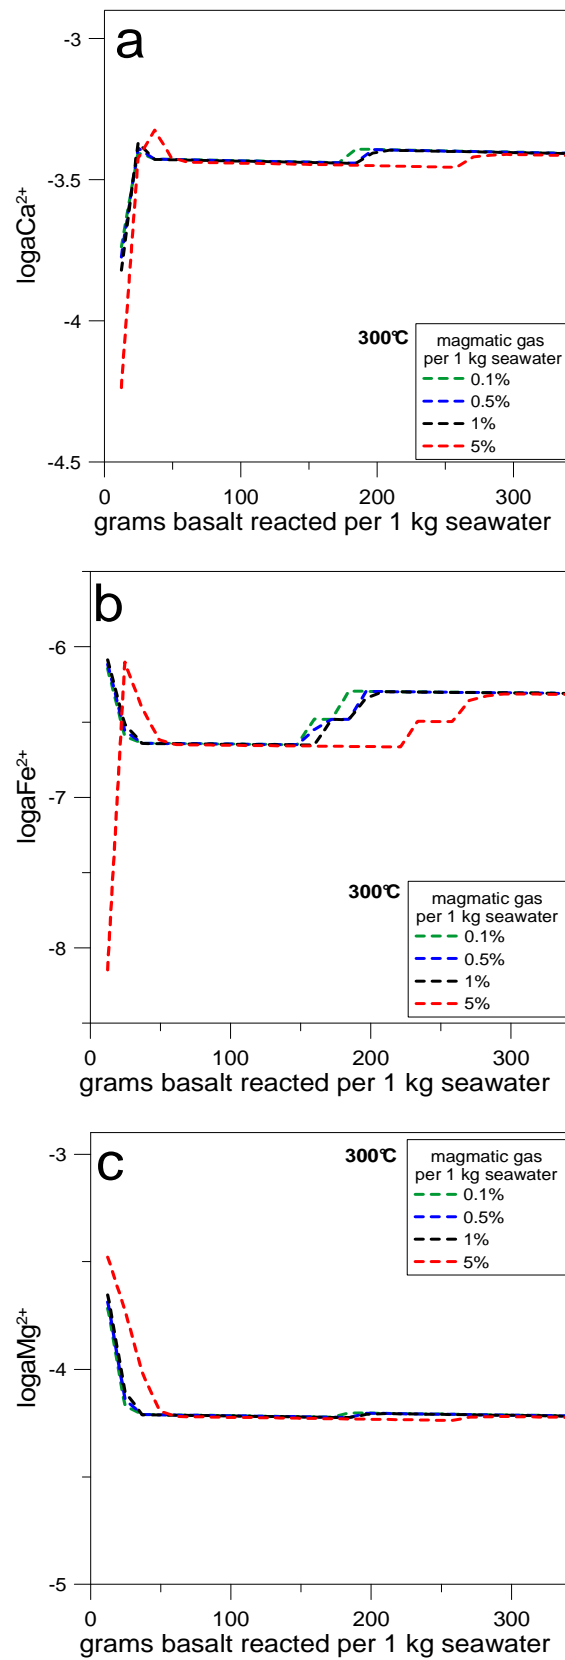 a
-3
-3.5
-4
-4.5
logaCa²⁺
300°C
magmatic gas
per 1 kg seawater
0.1%
0.5%
1%
5%
0 100 200 300
grams basalt reacted per 1 kg seawater
b
-6
-7
-8
logaFe²⁺
300°C
magmatic gas
per 1 kg seawater
0.1%
0.5%
1%
5%
0 100 200 300
grams basalt reacted per 1 kg seawater
c
-3
-4
-5
logaMg²⁺
300°C
magmatic gas
per 1 kg seawater
0.1%
0.5%
1%
5%
0 100 200 300
grams basalt reacted per 1 kg seawater